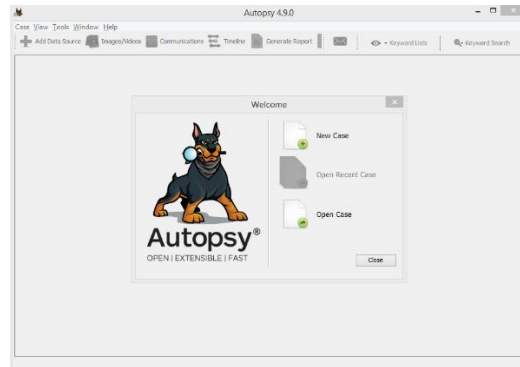 Autopsy 4.9.0
Case View Tools Window Help
Add Data Source Images/Videos Communications Timeline Generate Report Keyword Lists Keyword Search
Welcome
New Case
Open Recent Case
Open Case
Autopsy®
OPEN | EXTENSIBLE | FAST
Close